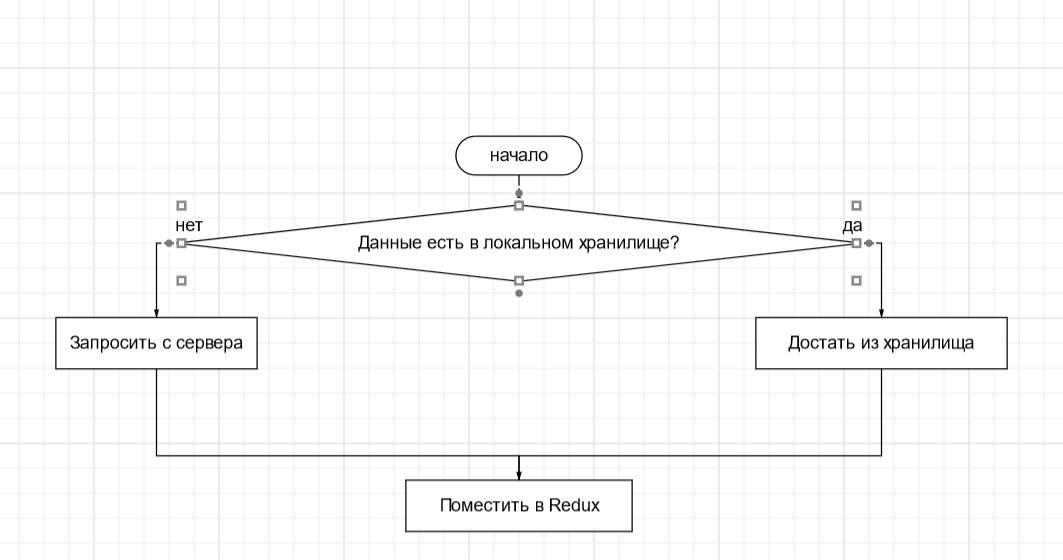 начало
нет
да
Данные есть в локальном хранилище?
Запросить с сервера
Достать из хранилища
Поместить в Redux